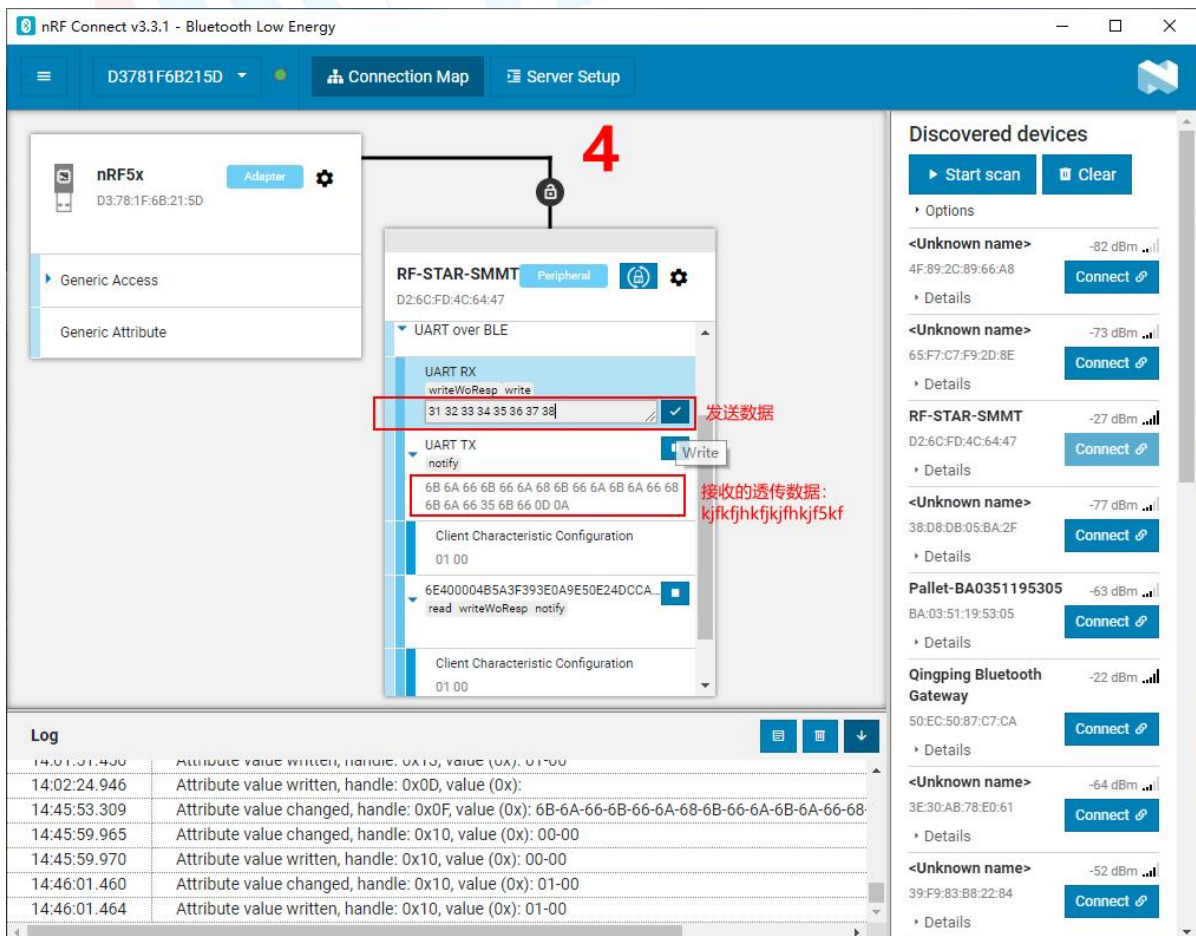 nRF Connect v3.3.1 - Bluetooth Low Energy
D3781F6B215D
Connection Map
Server Setup
4
nRF5x
Adapter
D3:78:1F:6B:21:5D
Generic Access
Generic Attribute
RF-STAR-SMMT
Peripheral
D2:6C:FD:4C:64:47
UART over BLE
UART RX
writeWoResp write
31 32 33 34 35 36 37 38
发送数据
UART TX
notify
Write
6B 6A 66 6B 66 6A 68 6B 66 6A 6B 6A 66 68
6B 6A 66 35 6B 66 0D 0A
接收的透传数据:
kjfkfjhkfjkjfhkjf5kf
Client Characteristic Configuration
01 00
6E400004B5A3F393E0A9E50E24DCCA...
read writeWoResp notify
Client Characteristic Configuration
01 00
Discovered devices
Start scan
Clear
Options
<Unknown name>
-82 dBm
4F:89:2C:89:66:A8
Connect
Details
<Unknown name>
-73 dBm
65:F7:C7:F9:2D:8E
Connect
Details
RF-STAR-SMMT
-27 dBm
D2:6C:FD:4C:64:47
Connect
Details
<Unknown name>
-77 dBm
38:D8:DB:05:BA:2F
Connect
Details
Pallet-BA0351195305
-63 dBm
BA:03:51:19:53:05
Connect
Details
Qingping Bluetooth
Gateway
-22 dBm
50:EC:50:87:C7:CA
Connect
Details
<Unknown name>
-64 dBm
3E:30:AB:78:E0:61
Connect
Details
<Unknown name>
-52 dBm
39:F9:83:B8:22:84
Connect
Details
Log
14:01:51.450 Attribute value written, handle: 0x13, value (0x): 01-00
14:02:24.946 Attribute value written, handle: 0x0D, value (0x):
14:45:53.309 Attribute value changed, handle: 0x0F, value (0x): 6B-6A-66-6B-66-6A-68-6B-66-6A-6B-6A-66-68-
14:45:59.965 Attribute value changed, handle: 0x10, value (0x): 00-00
14:45:59.970 Attribute value written, handle: 0x10, value (0x): 00-00
14:46:01.460 Attribute value changed, handle: 0x10, value (0x): 01-00
14:46:01.464 Attribute value written, handle: 0x10, value (0x): 01-00